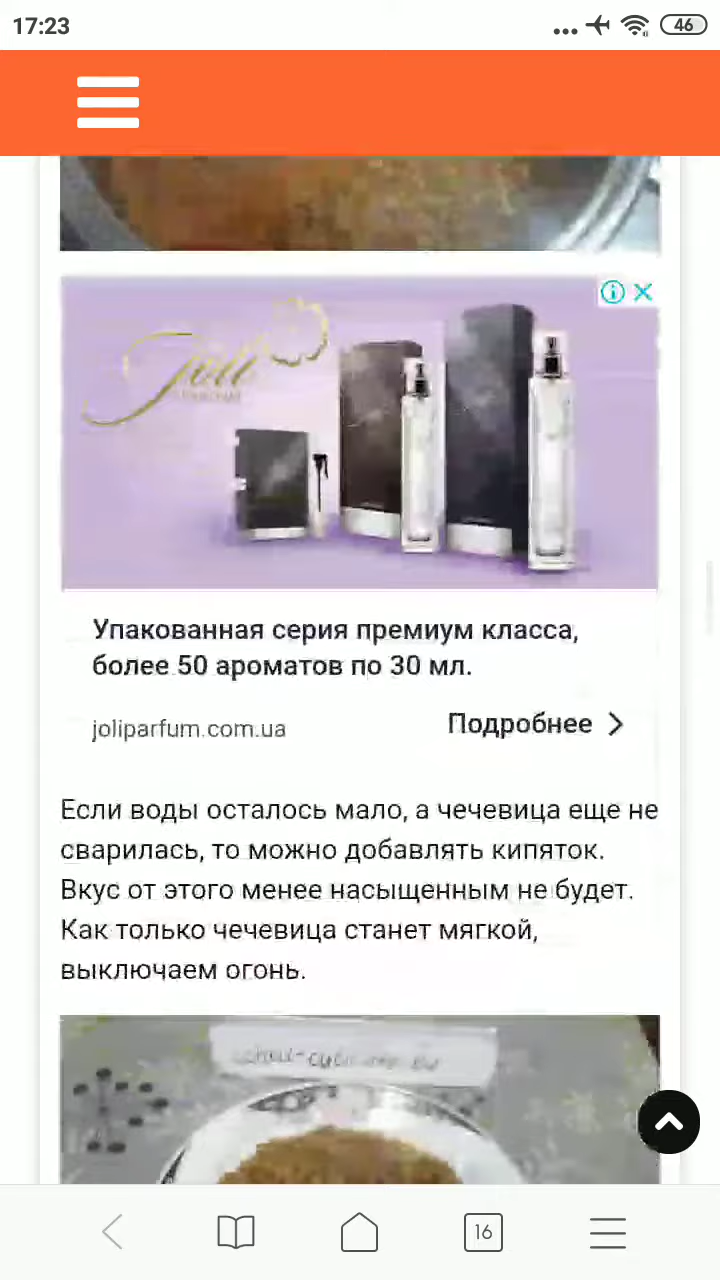 17:23
46
Joli
Упакованная серия премиум класса,
более 50 ароматов по 30 мл.
joliparfum.com.ua
Подробнее
Если воды осталось мало, а чечевица еще не
сварилась, то можно добавлять кипяток.
Вкус от этого менее насыщенным не будет.
Как только чечевица станет мягкой,
выключаем огонь.
16